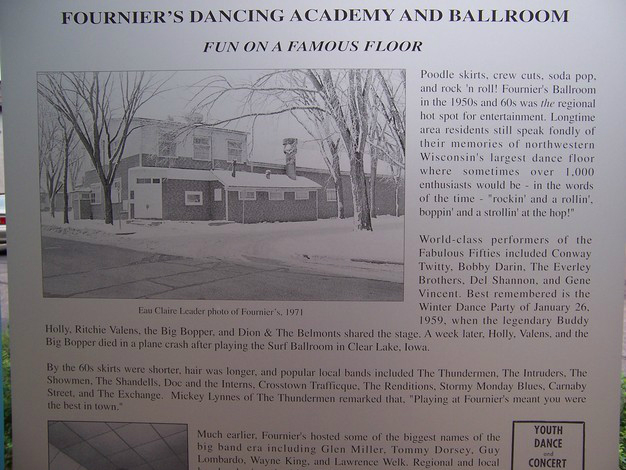 FOURNIER'S DANCING ACADEMY AND BALLROOM
FUN ON A FAMOUS FLOOR
Poodle skirts, crew cuts, soda pop,
and rock 'n roll! Fournier's Ballroom
in the 1950s and 60s was the regional
hot spot for entertainment. Longtime
area residents still speak fondly of
their memories of northwestern
Wisconsin's largest dance floor
where sometimes over 1,000
enthusiasts would be - in the words
of the time - "rockin' and a rollin',
boppin' and a strollin' at the hop!"
Eau Claire Leader photo of Fournier's, 1971
World-class performers of the
Fabulous Fifties included Conway
Twitty, Bobby Darin, The Everley
Brothers, Del Shannon, and Gene
Vincent. Best remembered is the
Winter Dance Party of January 26,
1959, when the legendary Buddy
Holly, Ritchie Valens, the Big Bopper, and Dion & The Belmonts shared the stage. A week later, Holly, Valens, and the
Big Bopper died in a plane crash after playing the Surf Ballroom in Clear Lake, Iowa.
By the 60s skirts were shorter, hair was longer, and popular local bands included The Thundermen, The Intruders, The
Showmen, The Shandells, Doc and the Interns, Crosstown Trafficque, The Renditions, Stormy Monday Blues, Carnaby
Street, and The Exchange. Mickey Lynnes of The Thundermen remarked that, "Playing at Fournier's meant you were
the best in town."
Much earlier, Fournier's hosted some of the biggest names of the
big band era including Glen Miller, Tommy Dorsey, Guy
Lombardo, Wayne King, and Lawrence Welk. Regional and local
YOUTH
DANCE
and
CONCERT